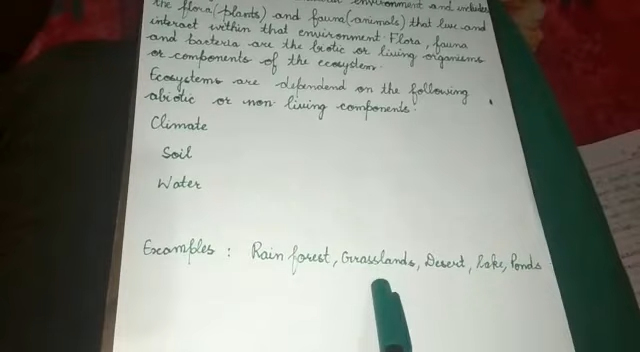 environment and includes
the flora(plants) and fauna(animals) that live and
interact within that environment. Flora, fauna
and bacteria are the biotic or living organisms
or components of the ecosystem.
Ecosystems are dependend on the following
abiotic or non living components.
Climate
Soil
Water
Examples : Rain forest, Grasslands, Desert, Lake, Ponds